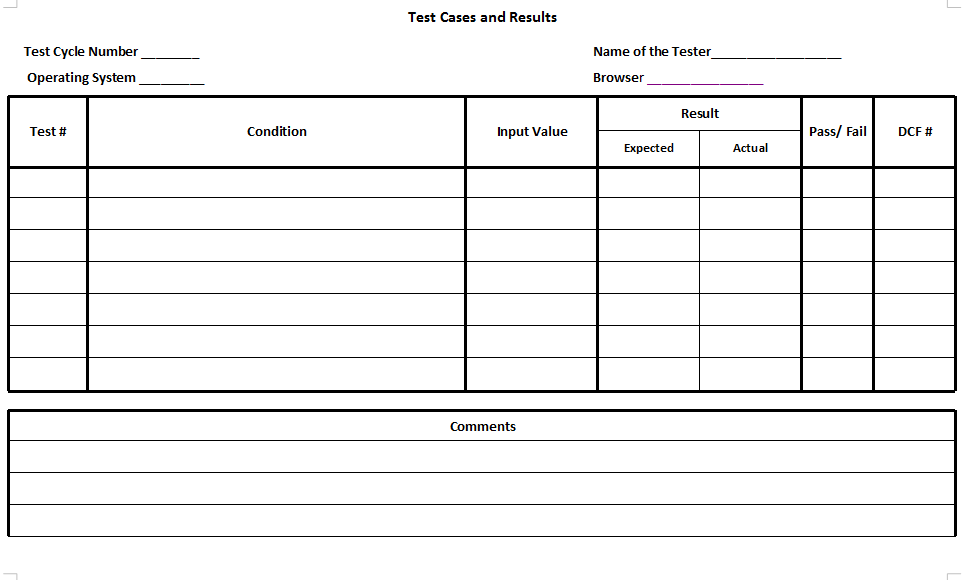 Test Cases and Results
Test Cycle Number ________ Name of the Tester__________________
Operating System _________ Browser ________________
Test # Condition Input Value Result Pass/ Fail DCF #
Expected Actual
Comments